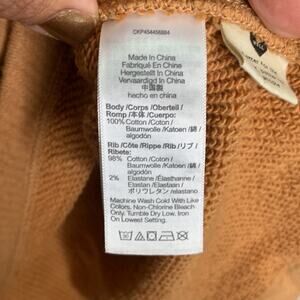 CKP454456884
Made In China
Fabriqué En Chine
Hergestellt In China
Vervaardigd In China
中国製
hecho en china
Body/Corps /Oberteil /
Romp /本体 /Cuerpo:
100% Cotton /Coton /
Baumwolle /Katoen /綿 /
algodón
Rib /Côte /Rippe /Rib /リブ /
Ribete:
98% Cotton /Coton /
Baumwolle /Katoen /綿 /
algodón
2% Elastane /Élasthanne /
Elastan /Elastaan /
ポリウレタン /elastano
Machine Wash Cold With Like
Colors. Non-Chlorine Bleach
Only. Tumble Dry Low. Iron
On Lowest Setting.